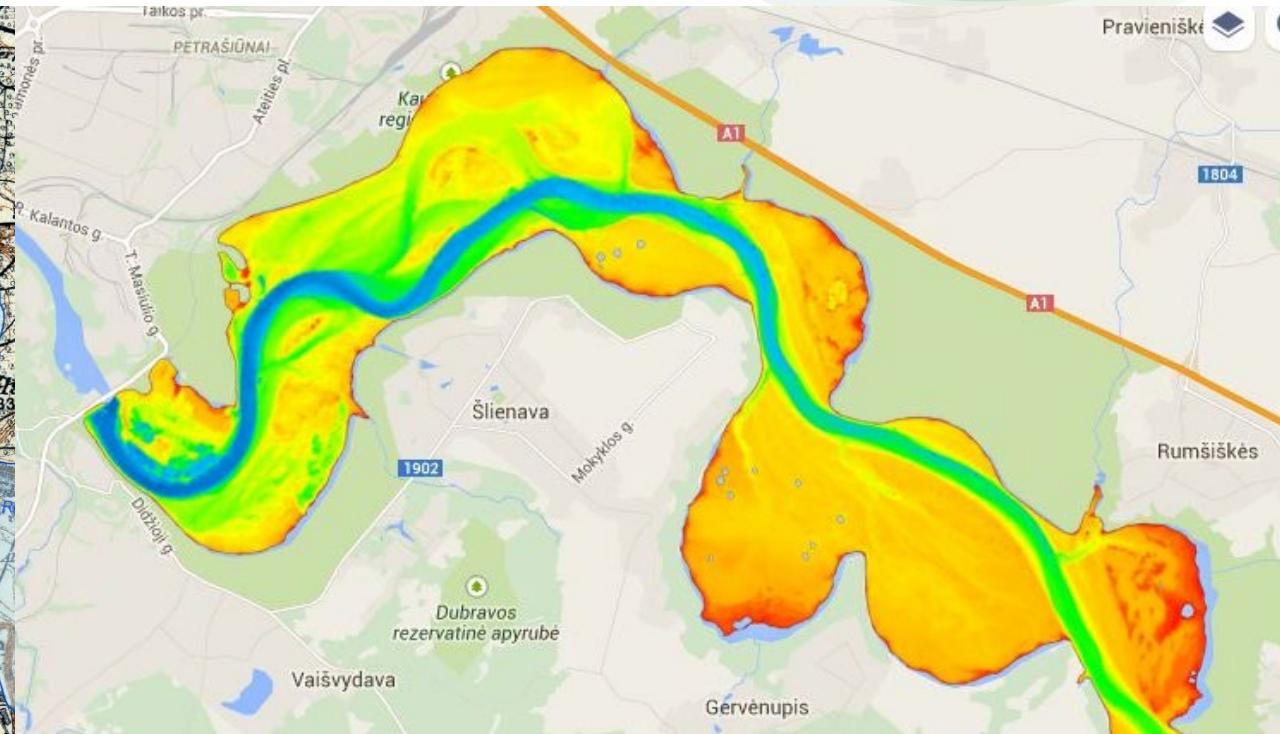 Taikos pr.
Pravieniškė
PETRAŠIŪNAI
Ateities pl.
A1
1804
T. Masiulio g.
A1
Šlienava
Mokyklos g.
Rumšiškės
1902
Didžioji g.
Dubravos
rezervatinė apyrubė
Vaišvydava
Gervėnupis